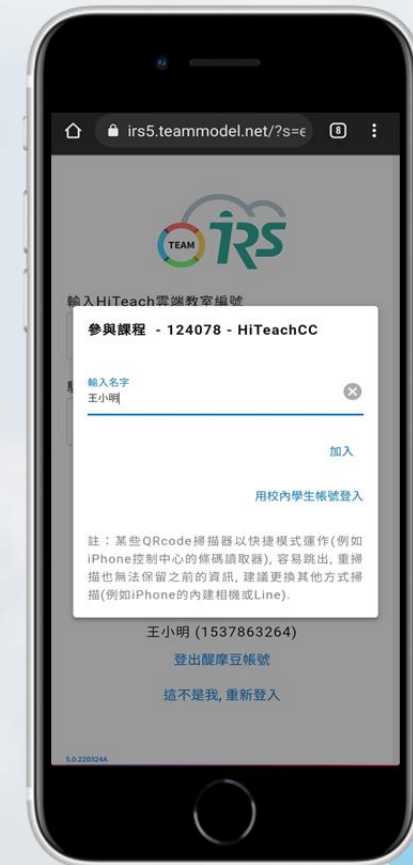 irs5.teammodel.net/?s=e
8
TEAM
iRS
輸入HiTeach雲端教室編號
參與課程 - 124078 - HiTeachCC
輸入名字
王小明
加入
用校內學生帳號登入
註：某些QRcode掃描器以快捷模式運作(例如
iPhone控制中心的條碼讀取器), 容易跳出, 重掃
描也無法保留之前的資訊, 建議更換其他方式掃
描(例如iPhone的內建相機或Line).
王小明 (1537863264)
登出醍摩豆帳號
這不是我, 重新登入
5.0.220324A